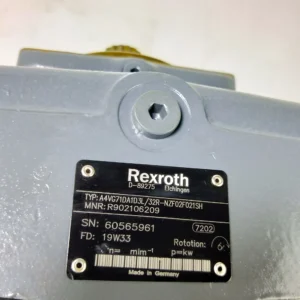 Rexroth
D-89275 Elchingen
TYP: A4VG71DA1D3L/32R-NZF02F021SH
MNR: R902106209
SN: 60565961
7202
FD: 19W33
Rotation:
n= min⁻¹ p=kw
Made in Germany